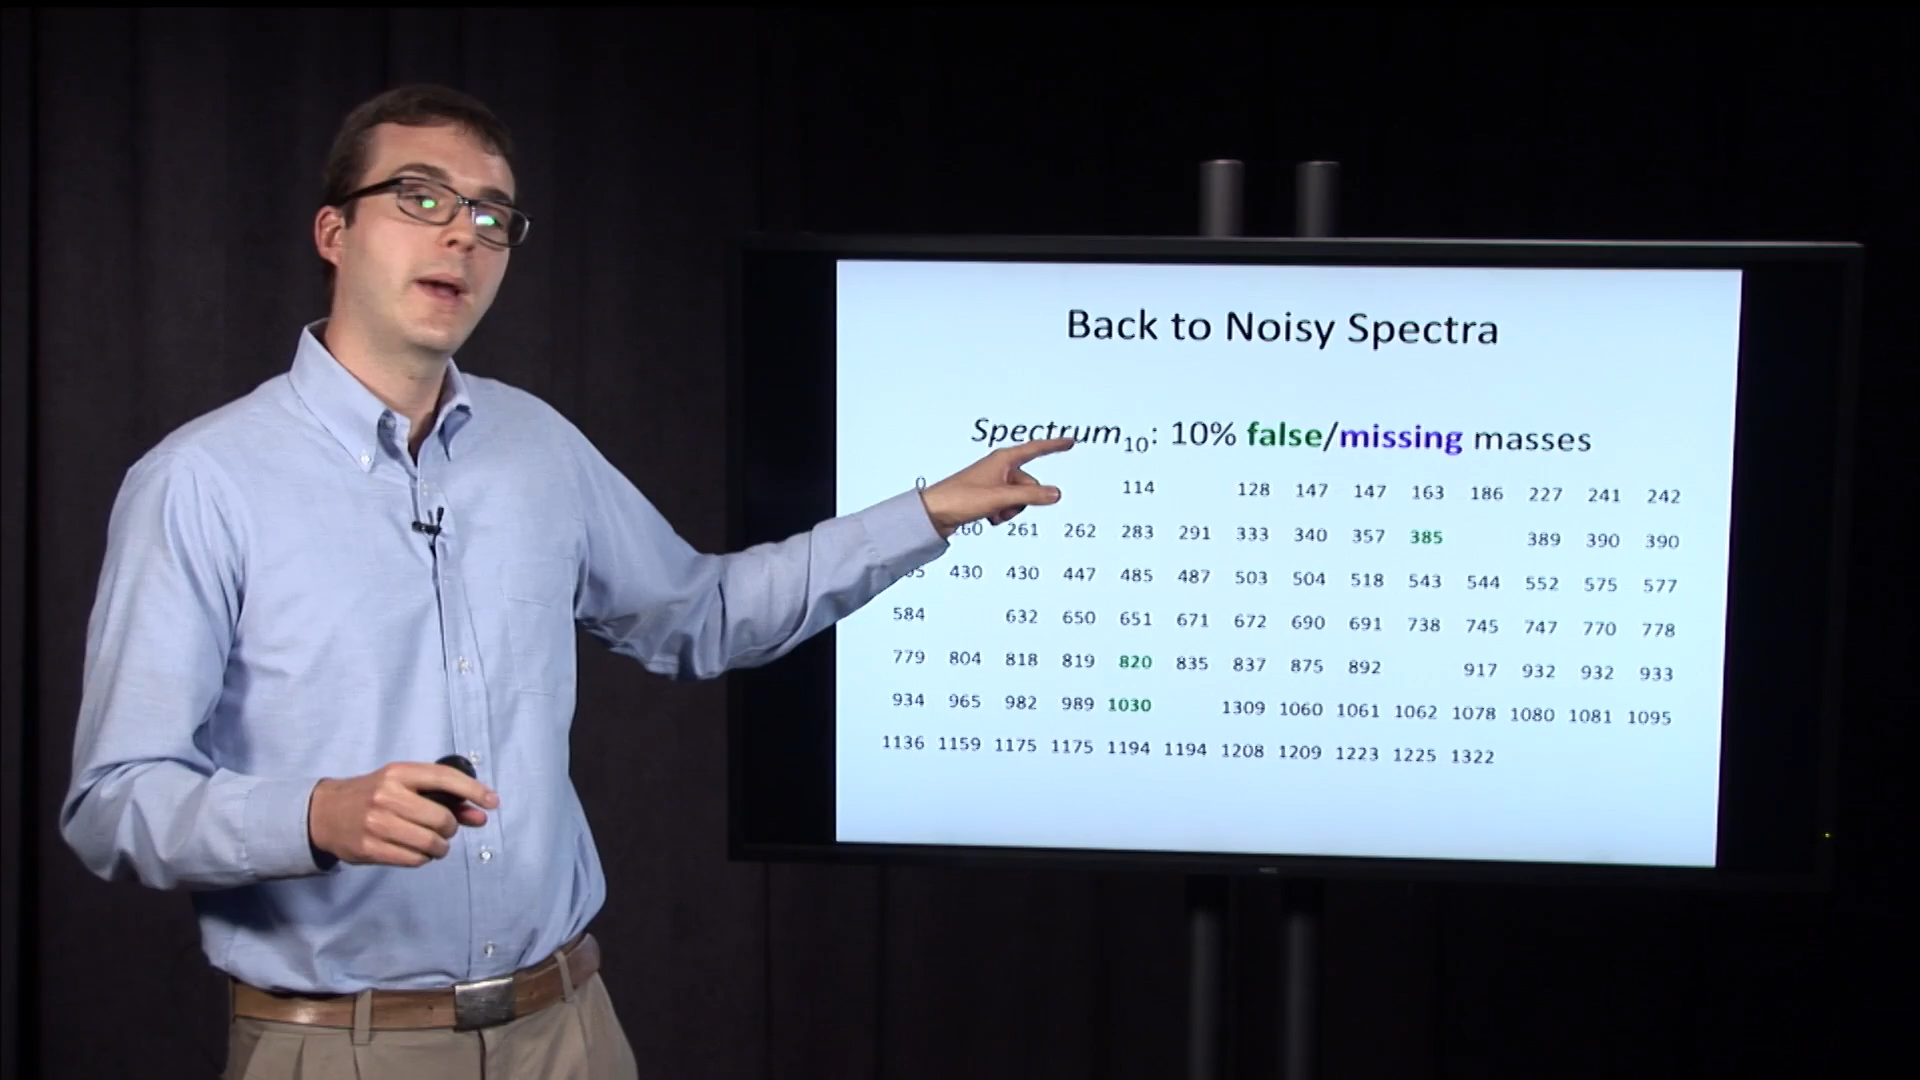 Back to Noisy Spectra
Spectrum10: 10% false/missing masses
0 114 128 147 147 163 186 227 241 242
261 262 283 291 333 340 357 385 389 390 390
430 430 447 485 487 503 504 518 543 544 552 575 577
584 632 650 651 671 672 690 691 738 745 747 770 778
779 804 818 819 820 835 837 875 892 917 932 932 933
934 965 982 989 1030 1309 1060 1061 1062 1078 1080 1081 1095
1136 1159 1175 1175 1194 1194 1208 1209 1223 1225 1322